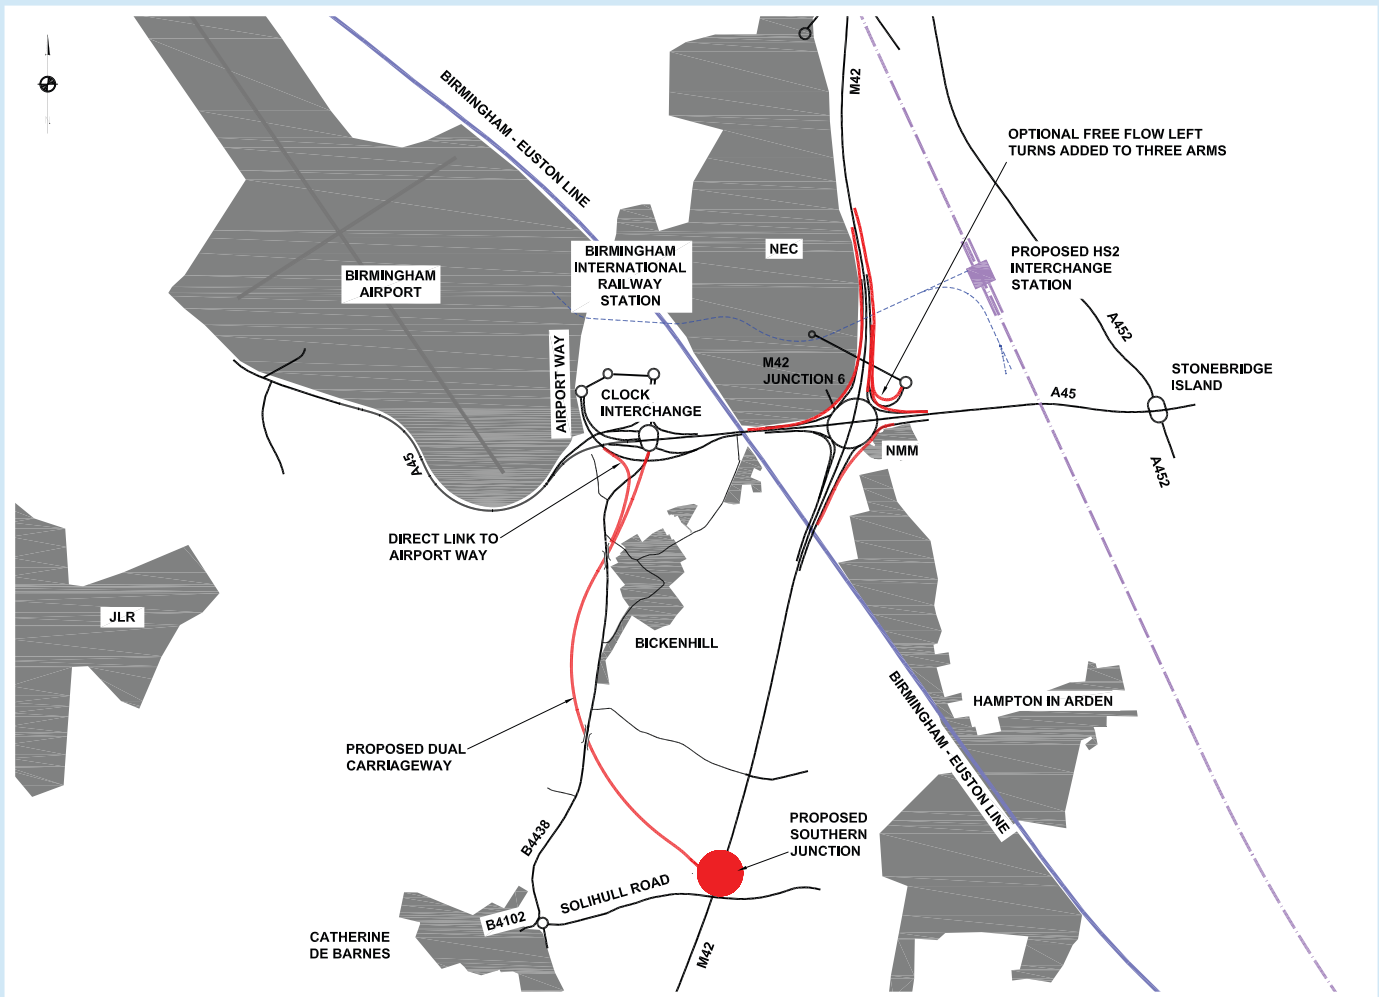 M42
BIRMINGHAM - EUSTON LINE
OPTIONAL FREE FLOW LEFT
TURNS ADDED TO THREE ARMS
NEC
PROPOSED HS2
INTERCHANGE
STATION
BIRMINGHAM
INTERNATIONAL
RAILWAY
STATION
BIRMINGHAM
AIRPORT
A452
AIRPORT WAY
M42
JUNCTION 6
STONEBRIDGE
ISLAND
CLOCK
INTERCHANGE
A45
A45
NMM
A452
DIRECT LINK TO
AIRPORT WAY
JLR
BICKENHILL
HAMPTON IN ARDEN
BIRMINGHAM - EUSTON LINE
PROPOSED DUAL
CARRIAGEWAY
PROPOSED
SOUTHERN
JUNCTION
B4438
SOLIHULL ROAD
B4102
CATHERINE
DE BARNES
M42